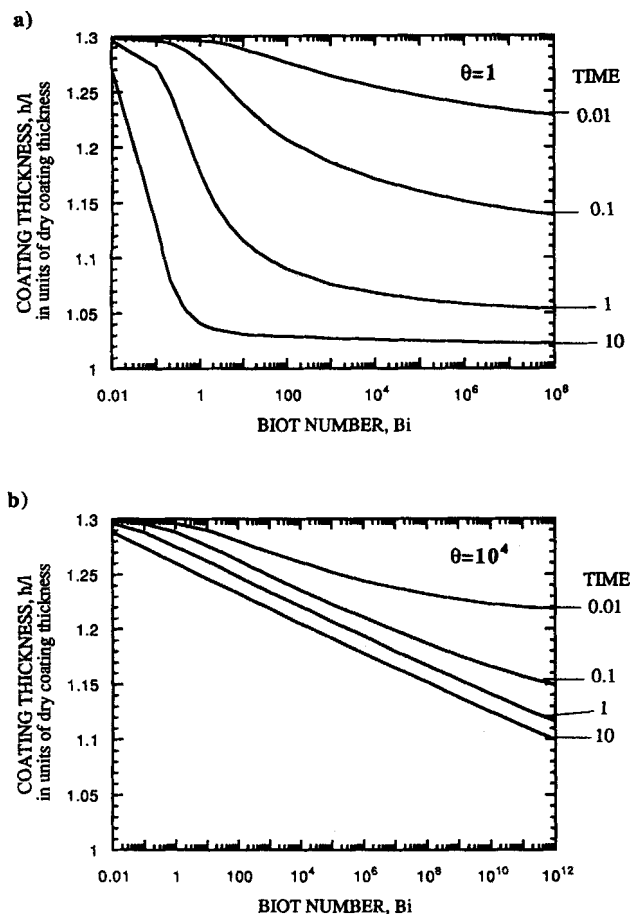 a)
1.3
1.25
1.2
1.15
1.1
1.05
1
COATING THICKNESS, h/l
in units of dry coating thickness
θ=1
TIME
0.01
0.1
1
10
0.01 1 100 10⁴ 10⁶ 10⁸
BIOT NUMBER, Bi
b)
1.3
1.25
1.2
1.15
1.1
1.05
1
COATING THICKNESS, h/l
in units of dry coating thickness
θ=10⁴
TIME
0.01
0.1
1
10
0.01 1 100 10⁴ 10⁶ 10⁸ 10¹⁰ 10¹²
BIOT NUMBER, Bi